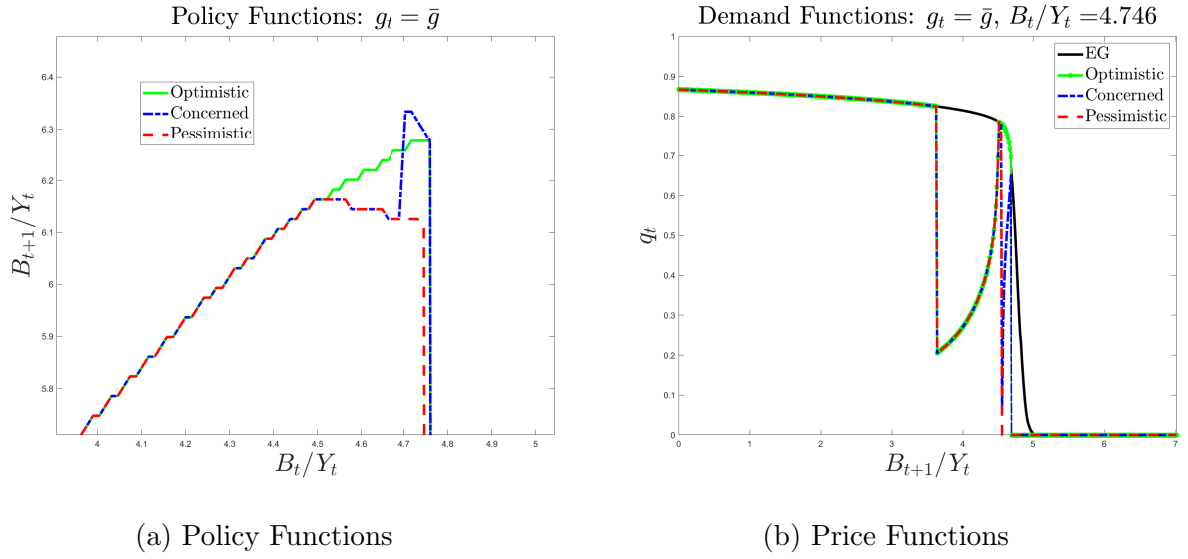 Policy Functions: $g_t = \bar{g}$
6.4
6.3
6.2
6.1
6
5.9
5.8
4
4.1
4.2
4.3
4.4
4.5
4.6
4.7
4.8
4.9
5
$B_{t+1}/Y_t$
$B_t/Y_t$
Optimistic
Concerned
Pessimistic
(a) Policy Functions
Demand Functions: $g_t = \bar{g}$, $B_t/Y_t = 4.746$
1
0.9
0.8
0.7
0.6
0.5
0.4
0.3
0.2
0.1
0
0
1
2
3
4
5
6
7
$q_t$
$B_{t+1}/Y_t$
EG
Optimistic
Concerned
Pessimistic
(b) Price Functions